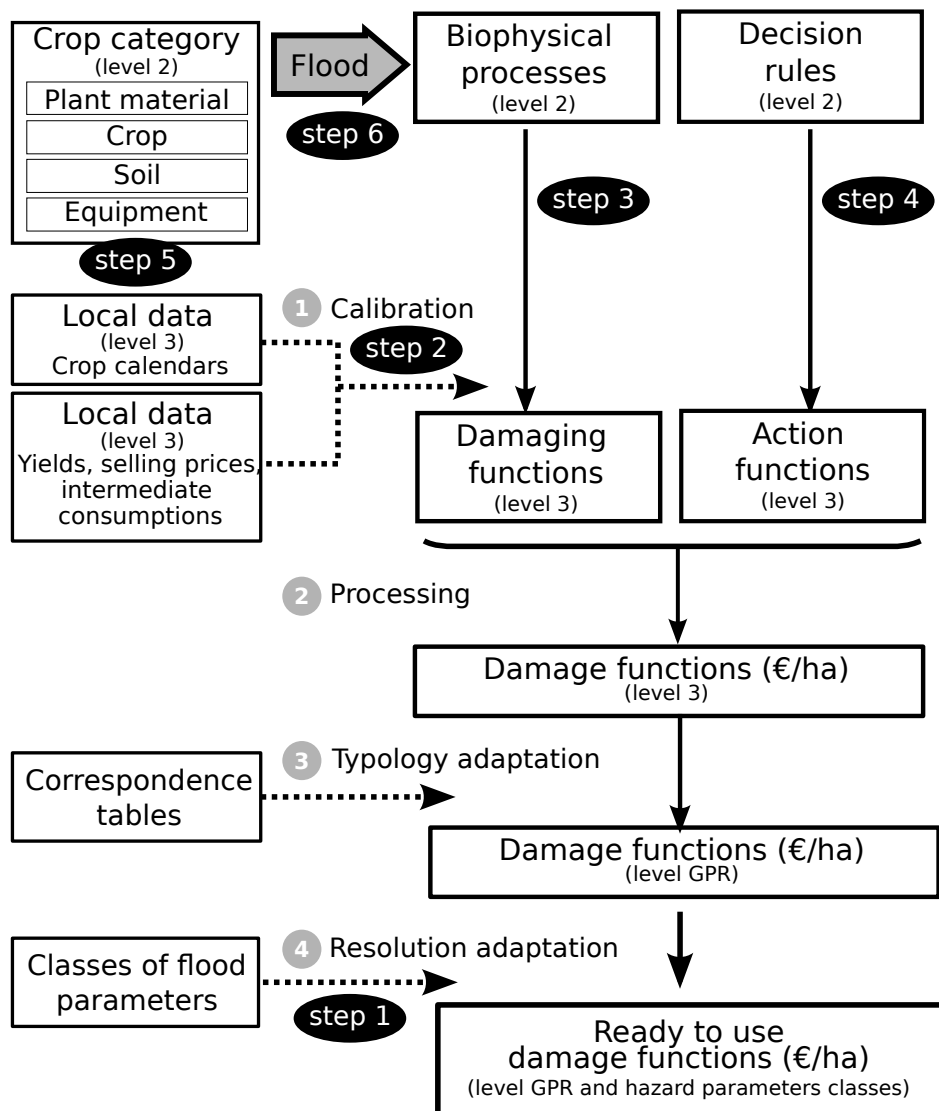 Crop category
(level 2)
Plant material
Crop
Soil
Equipment
step 5
Flood
step 6
Biophysical
processes
(level 2)
Decision
rules
(level 2)
step 3
step 4
Local data
(level 3)
Crop calendars
1 Calibration
step 2
Local data
(level 3)
Yields, selling prices,
intermediate
consumptions
Damaging
functions
(level 3)
Action
functions
(level 3)
2 Processing
Damage functions (€/ha)
(level 3)
3 Typology adaptation
Correspondence
tables
Damage functions (€/ha)
(level GPR)
4 Resolution adaptation
Classes of flood
parameters
step 1
Ready to use
damage functions (€/ha)
(level GPR and hazard parameters classes)